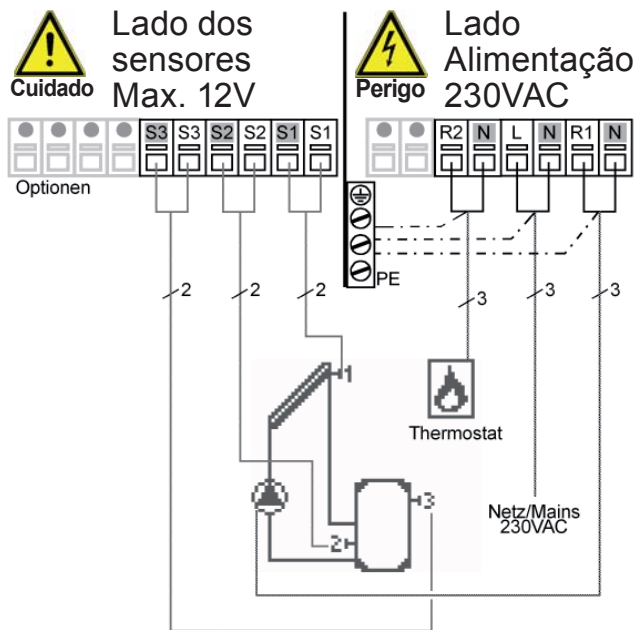 Cuidado
Lado dos
sensores
Max. 12V
Perigo
Lado
Alimentação
230VAC
S3 S3 S2 S2 S1 S1
R2 N L N R1 N
Optionen
PE
2 2 2
3 3 3
1
Thermostat
3
2
Netz/Mains
230VAC